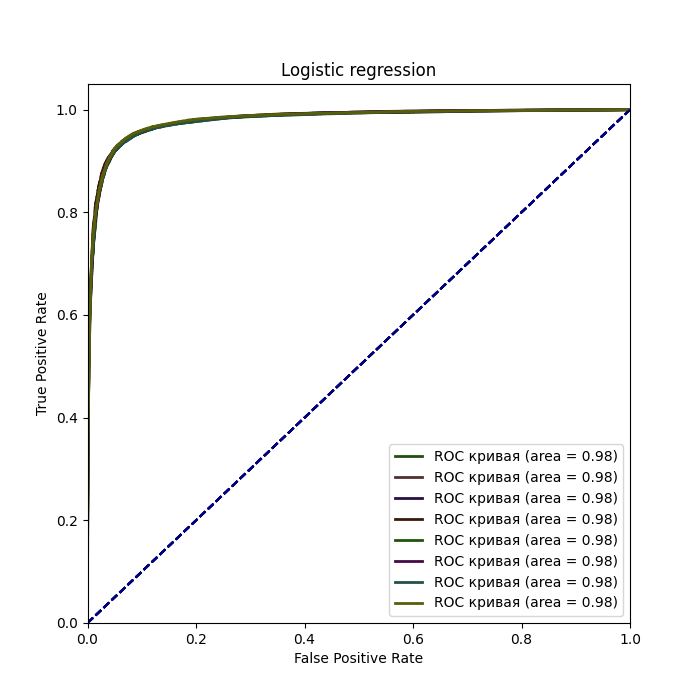 Logistic regression
1.0
0.8
0.6
0.4
0.2
0.0
True Positive Rate
ROC кривая (area = 0.98)
ROC кривая (area = 0.98)
ROC кривая (area = 0.98)
ROC кривая (area = 0.98)
ROC кривая (area = 0.98)
ROC кривая (area = 0.98)
ROC кривая (area = 0.98)
ROC кривая (area = 0.98)
0.0 0.2 0.4 0.6 0.8 1.0
False Positive Rate